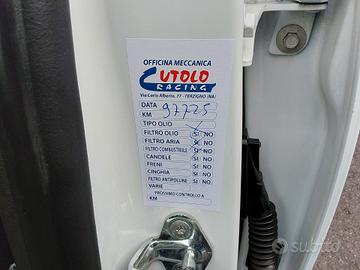 OFFICINA MECCANICA
CUTOLO
RACING
Via Carlo Alberto, 77 - TERZIGNO (NA)
DATA
KM 97725
TIPO OLIO
FILTRO OLIO SI NO
FILTRO ARIA SI NO
FILTRO COMBUSTIBILE SI NO
CANDELE SI NO
FRENI SI NO
CINGHIA SI NO
FILTRO ANTIPOLLINE SI NO
VARIE
PROSSIMO CONTROLLO A
KM
subito